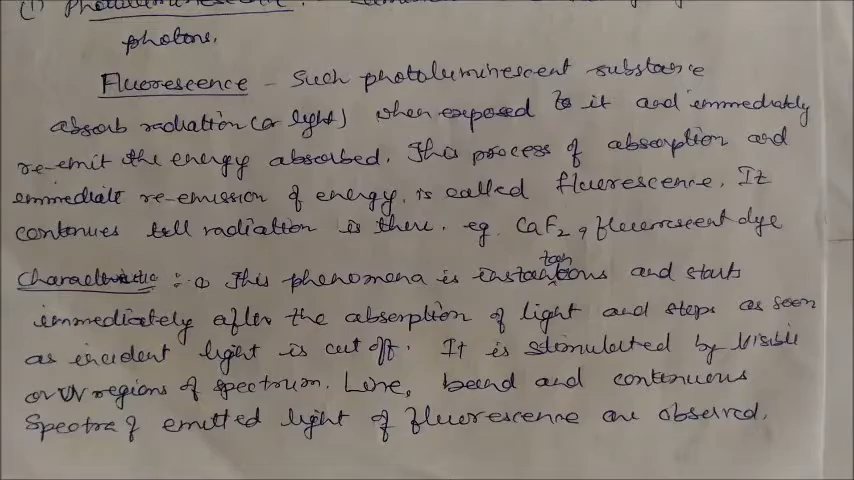 (1) Photoluminescence :
photons.
Fluorescence - Such photoluminescent substance
absorb radiation (or light) when exposed to it and immediately
re-emit the energy absorbed. This process of absorption and
immediate re-emission of energy is called fluorescence. It
continues till radiation is there. eg. CaF2, fluorescent dye
Characteristic :- This phenomena is instantaneous and starts
immediately after the absorption of light and stops as soon
as incident light is cut off. It is stimulated by visible
or UV regions of spectrum. Line, band and continuous
Spectra of emitted light of fluorescence are observed.